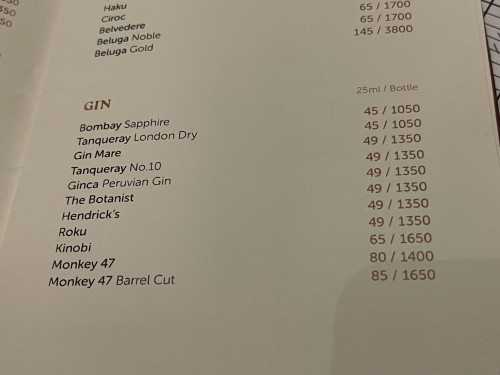 Haku
Ciroc
Belvedere 65 / 1700
Beluga Noble 65 / 1700
Beluga Gold 145 / 3800
GIN 25ml / Bottle
Bombay Sapphire 45 / 1050
Tanqueray London Dry 45 / 1050
Gin Mare 49 / 1350
Tanqueray No.10 49 / 1350
Ginca Peruvian Gin 49 / 1350
The Botanist 49 / 1350
Hendrick's 49 / 1350
Roku 49 / 1350
Kinobi 65 / 1650
Monkey 47 80 / 1400
Monkey 47 Barrel Cut 85 / 1650